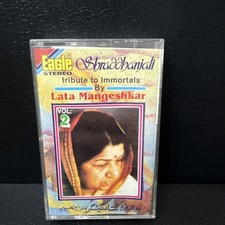 Eagle
STEREO
Shraddhanjali
Tribute to Immortals
By
Lata Mangeshkar
VOL.
2